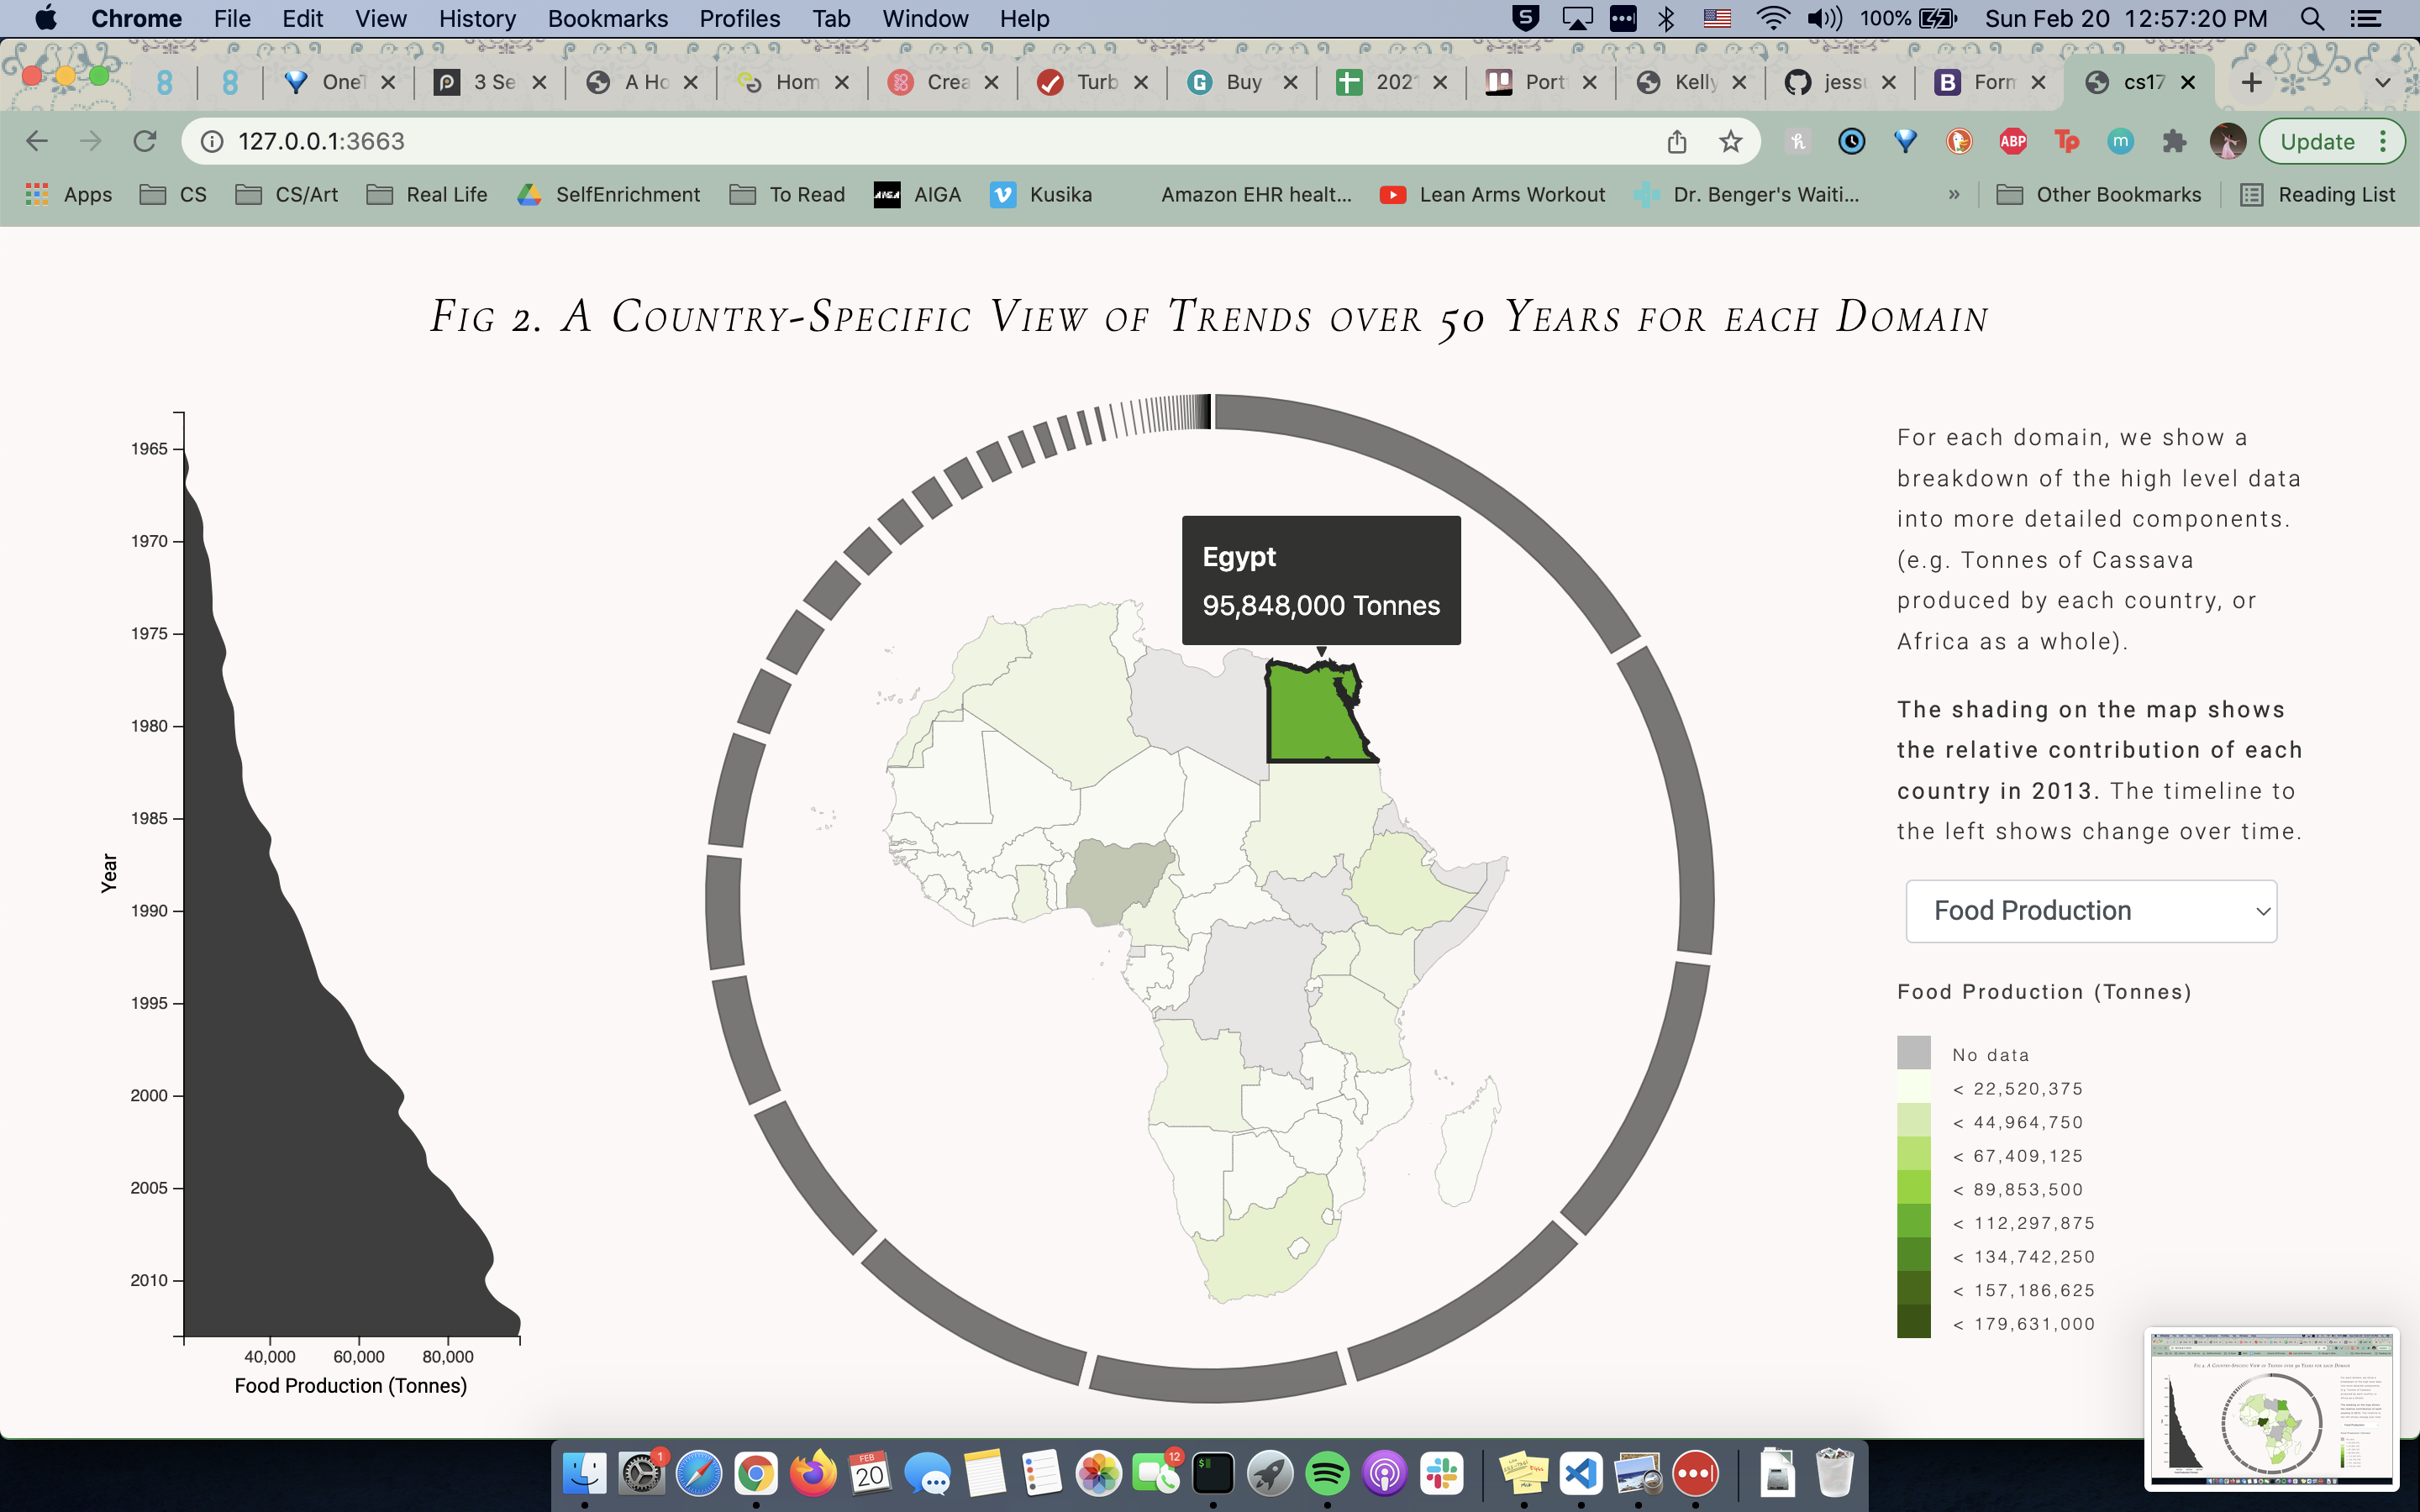 Chrome File Edit View History Bookmarks Profiles Tab Window Help 100% Sun Feb 20 12:57:20 PM
8 8 OneT 3 Se A Ho Hom Crea Turb Buy 2021 Port Kelly jess Form cs17
127.0.0.1:3663 ABP Tp m Update
Apps CS CS/Art Real Life SelfEnrichment To Read AIGA AIGA Kusika Amazon EHR healt... Lean Arms Workout Dr. Benger's Waiti... » Other Bookmarks Reading List
Fig 2. A Country-Specific View of Trends over 50 Years for each Domain
Year
1965
1970
1975
1980
1985
1990
1995
2000
2005
2010
40,000 60,000 80,000
Food Production (Tonnes)
Egypt
95,848,000 Tonnes
For each domain, we show a
breakdown of the high level data
into more detailed components.
(e.g. Tonnes of Cassava
produced by each country, or
Africa as a whole).
The shading on the map shows
the relative contribution of each
country in 2013. The timeline to
the left shows change over time.
Food Production
Food Production (Tonnes)
No data
< 22,520,375
< 44,964,750
< 67,409,125
< 89,853,500
< 112,297,875
< 134,742,250
< 157,186,625
< 179,631,000
1 FEB 20 12